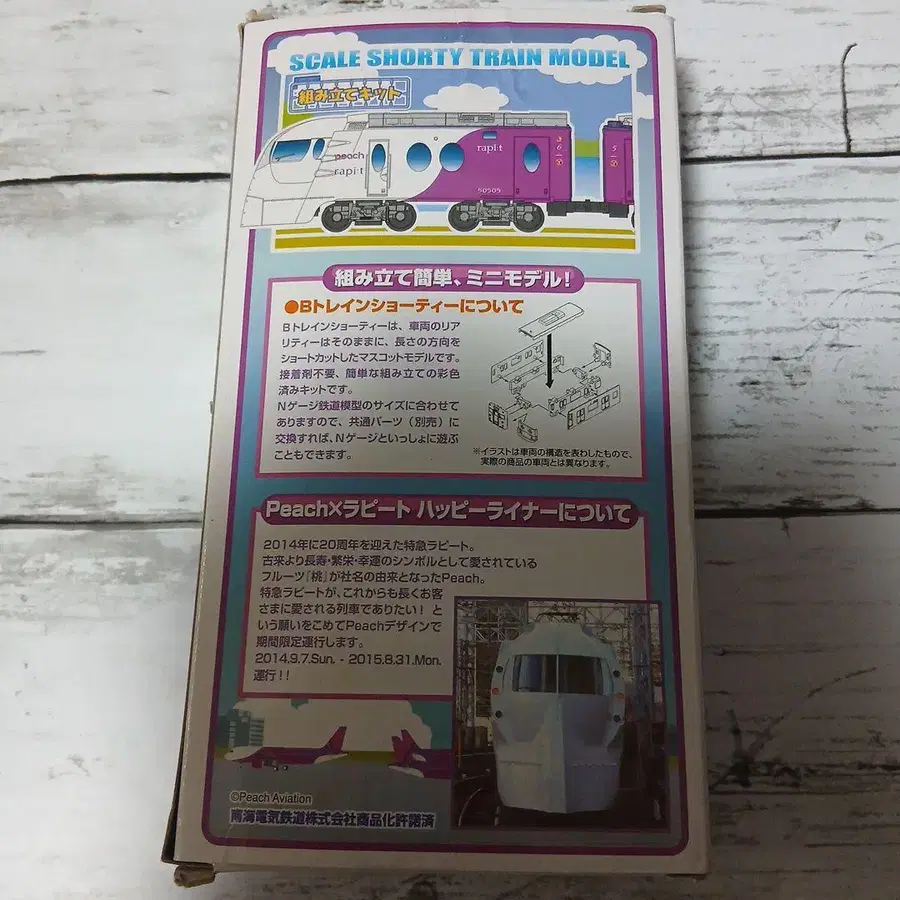 SCALE SHORTY TRAIN MODEL
組み立てキット
peach
rapi:t
rapi:t
50505
組み立て簡単、ミニモデル!
●Bトレインショーティーについて
Bトレインショーティーは、車両のリア
リティーはそのままに、長さの方向を
ショートカットしたマスコットモデルです。
接着剤不要、簡単な組み立ての彩色
済みキットです。
Nゲージ鉄道模型のサイズに合わせて
ありますので、共通パーツ(別売)に
交換すれば、Nゲージといっしょに遊ぶ
こともできます。
※イラストは車両の構造を表わしたもので、
実際の商品の車両とは異なります。
Peach×ラピート ハッピーライナーについて
2014年に20周年を迎えた特急ラピート。
古来より長寿・繁栄・幸運のシンボルとして愛されている
フルーツ『桃』が社名の由来となったPeach。
特急ラピートが、これからも長くお客
さまに愛される列車でありたい! と
いう願いをこめてPeachデザインで
期間限定運行します。
2014.9.7.Sun. - 2015.8.31.Mon.
運行!!
©Peach Aviation
南海電気鉄道株式会社商品化許諾済